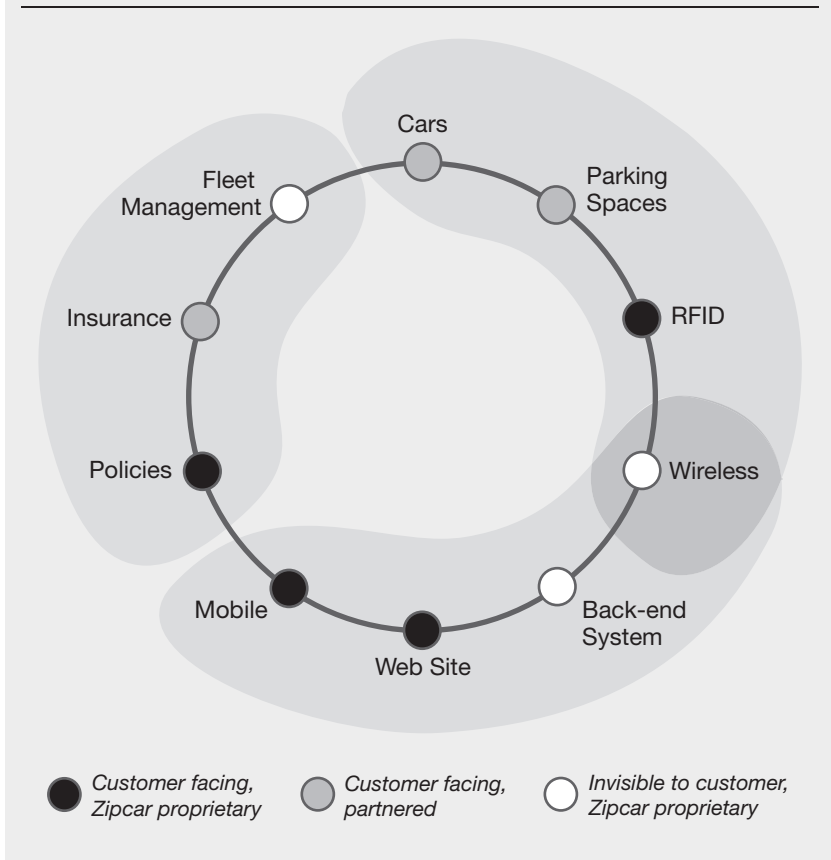 Cars
Fleet
Management
Parking
Spaces
Insurance
RFID
Policies
Wireless
Mobile
Back-end
System
Web Site
Customer facing,
Zipcar proprietary
Customer facing,
partnered
Invisible to customer,
Zipcar proprietary